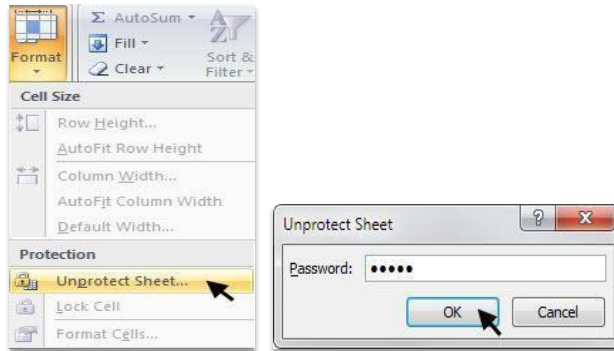 Σ AutoSum
Fill
Clear
Format
Sort &
Filter
Cell Size
Row Height...
AutoFit Row Height
Column Width...
AutoFit Column Width
Default Width...
Protection
Unprotect Sheet...
Lock Cell
Format Cells...
Unprotect Sheet
Password: •••••
OK Cancel